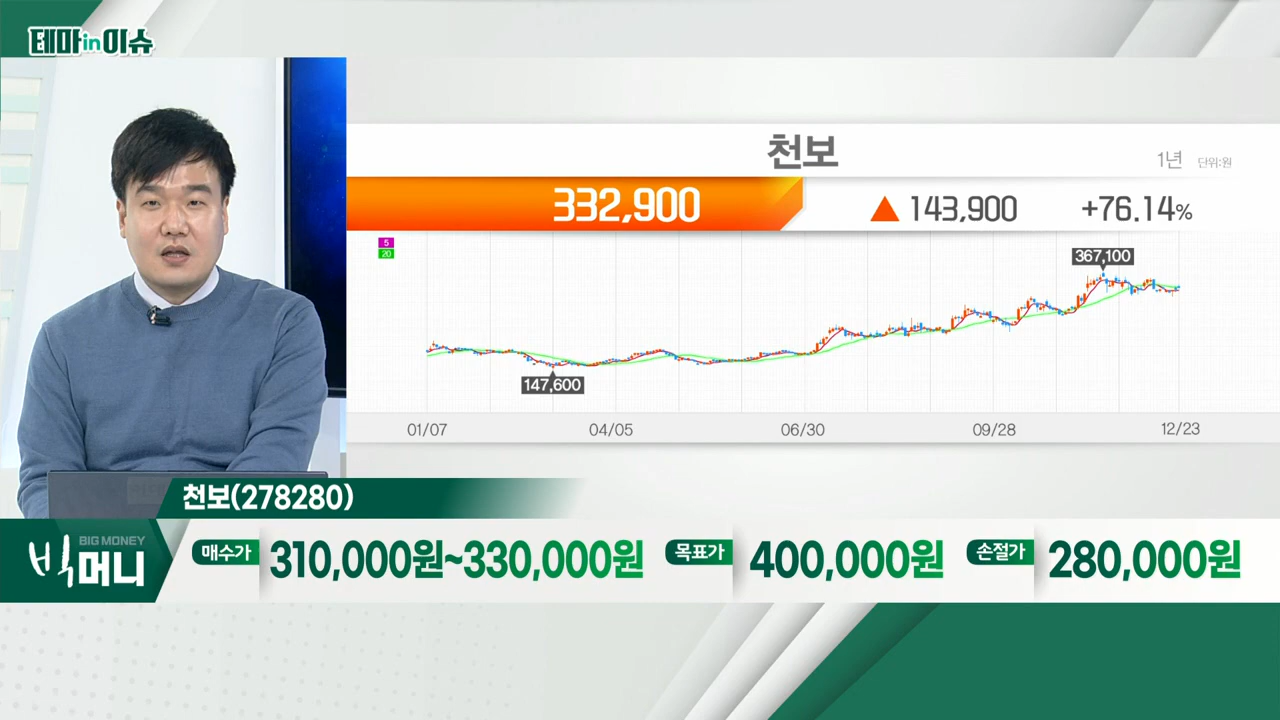 테마in이슈
천보
1년 단위:원
332,900 ▲ 143,900 +76.14%
5
20
367,100
147,600
01/07 04/05 06/30 09/28 12/23
천보(278280)
BIG MONEY
빅머니
매수가 310,000원~330,000원 목표가 400,000원 손절가 280,000원